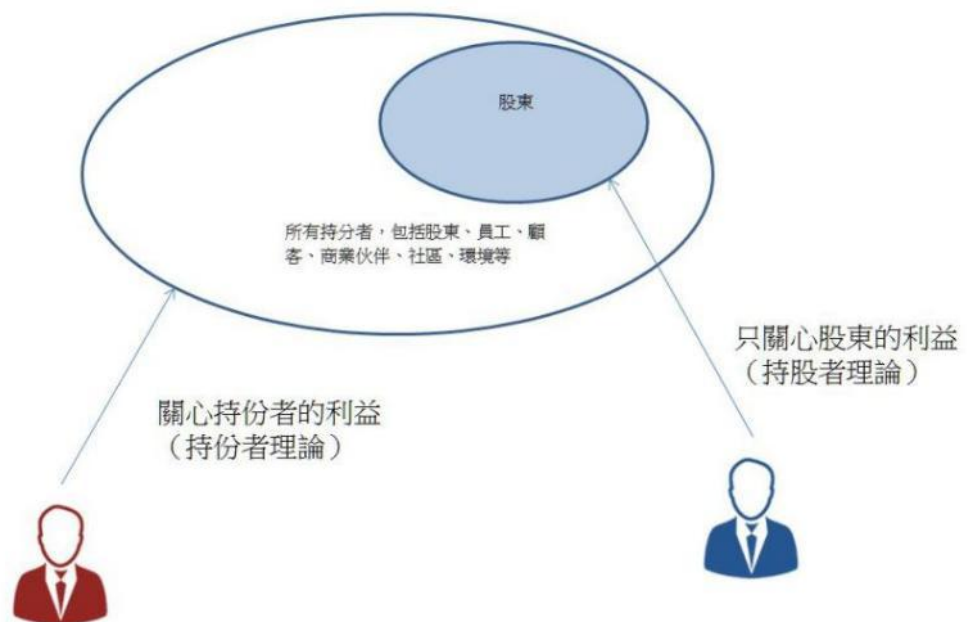 股東
所有持分者，包括股東、員工、顧
客、商業伙伴、社區、環境等
只關心股東的利益
（持股者理論）
關心持份者的利益
（持份者理論）